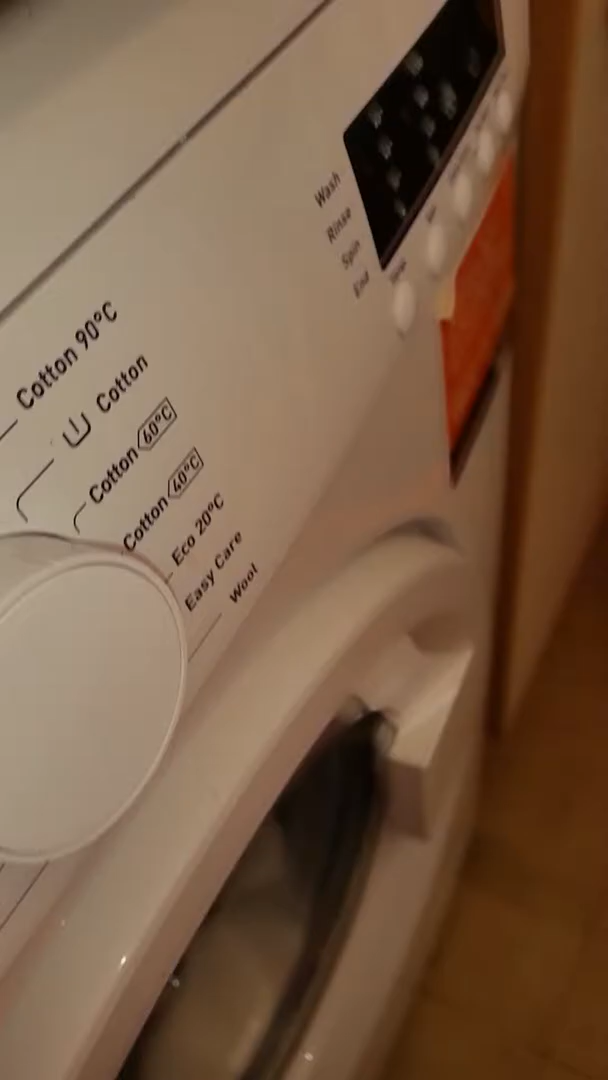 Wash
Rinse
Spin
End
Cotton 90°C
Cotton
Cotton 60°C
Cotton 40°C
Eco 20°C
Easy Care
Wool